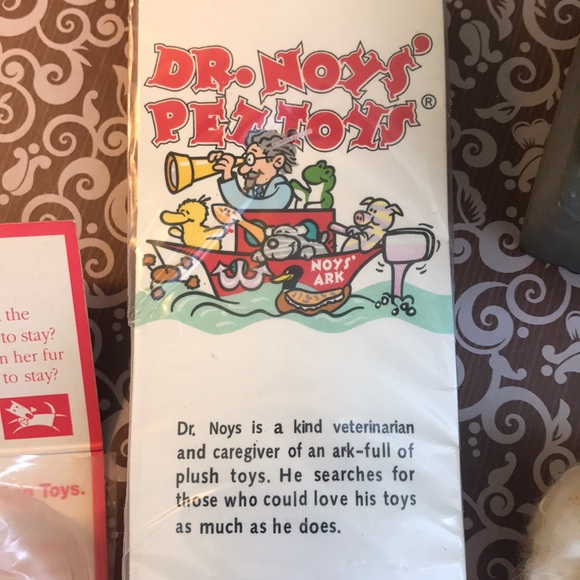 DR. NOYS'
PET TOYS®
NOYS'
ARK
Dr. Noys is a kind veterinarian
and caregiver of an ark-full of
plush toys. He searches for
those who could love his toys
as much as he does.
the
to stay?
her fur
to stay?
Toys.